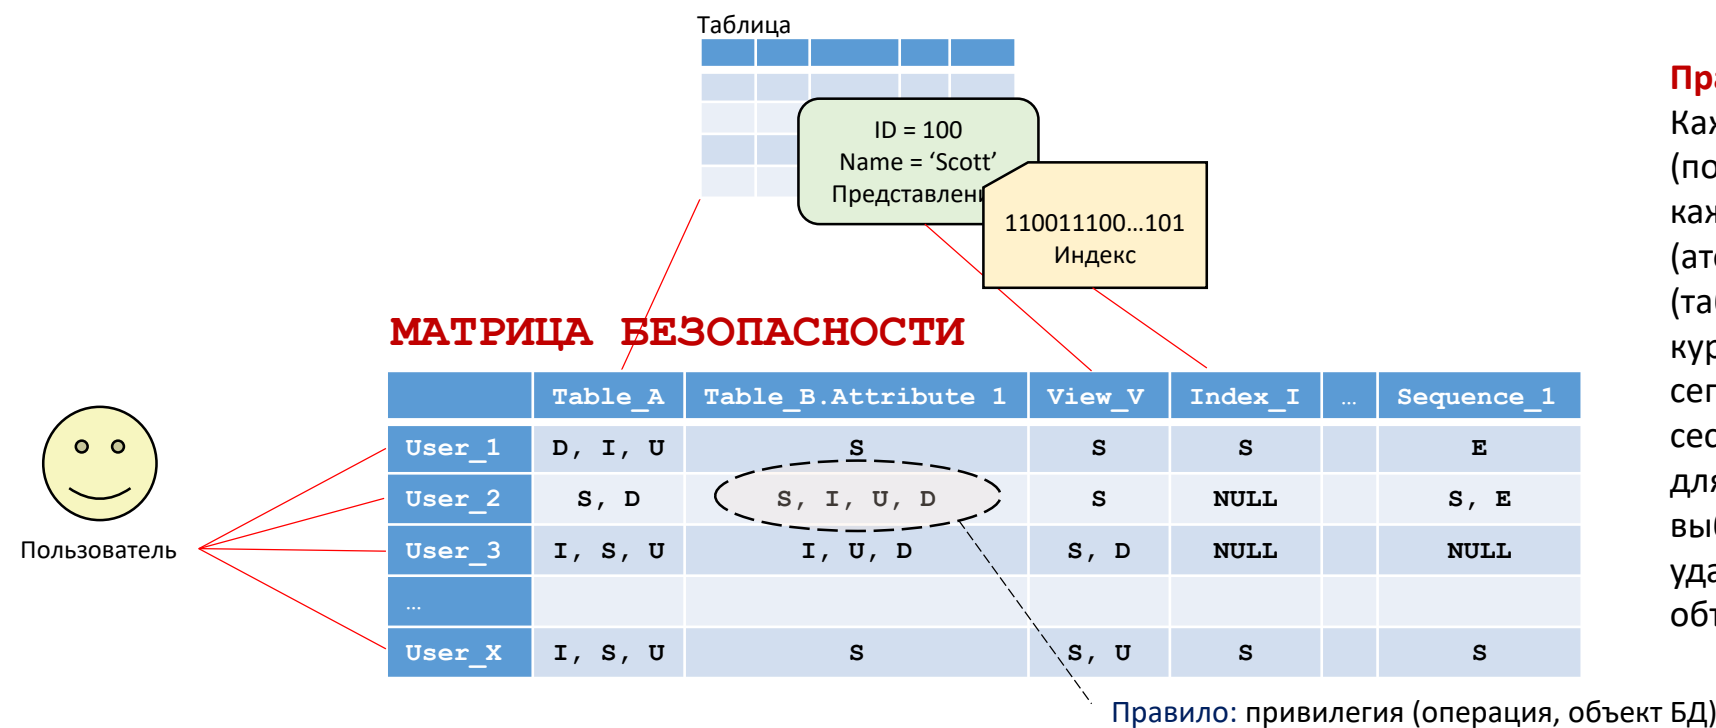 Таблица
ID = 100
Name = ‘Scott’
110011100…101
Индекс
МАТРИЦА БЕЗОПАСНОСТИ
Table_A Table_B.Attribute 1 View_V Index_I … Sequence_1
User_1 D, I, U S S S E
User_2 S, D S, I, U, D S NULL S, E
User_3 I, S, U I, U, D S, D NULL NULL
…
User_X I, S, U S S, U S S
Пользователь
Правило: привилегия (операция, объект БД)